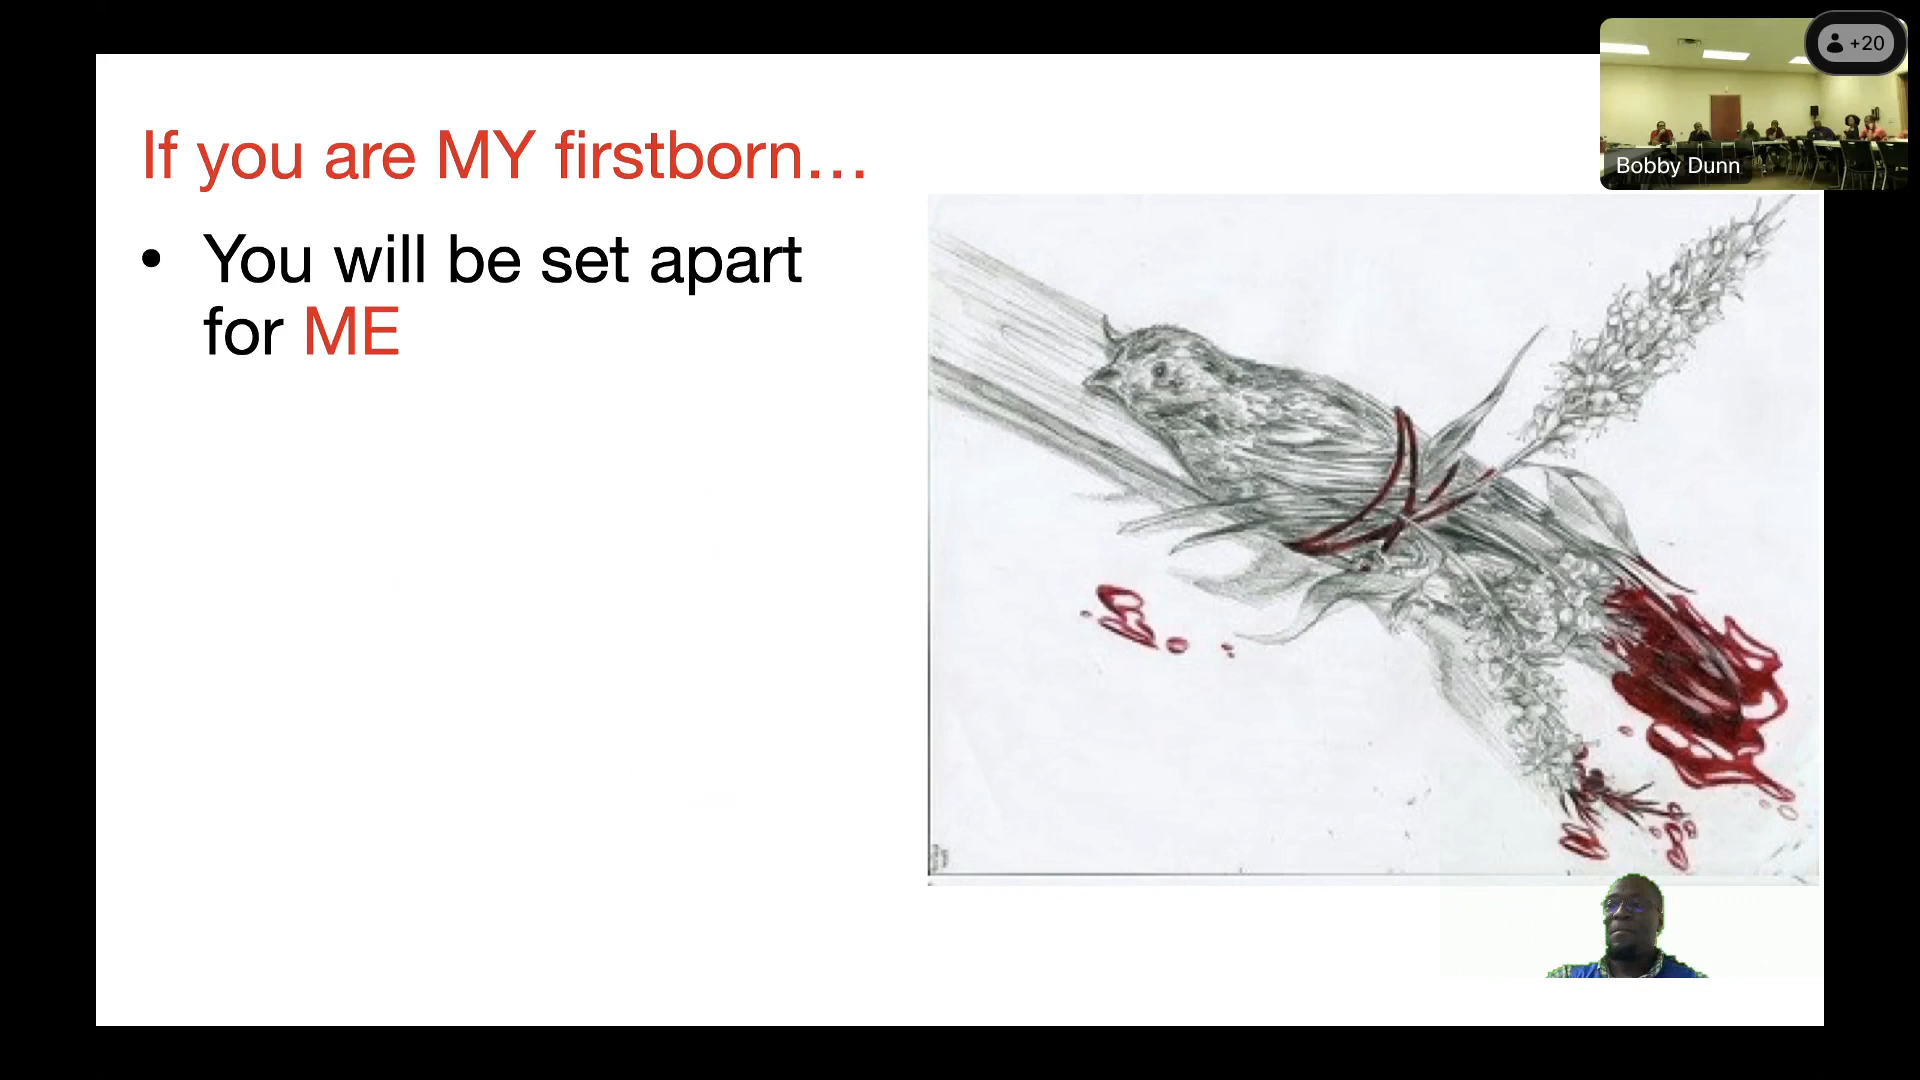 If you are MY firstborn…
• You will be set apart
for ME
+20
Bobby Dunn